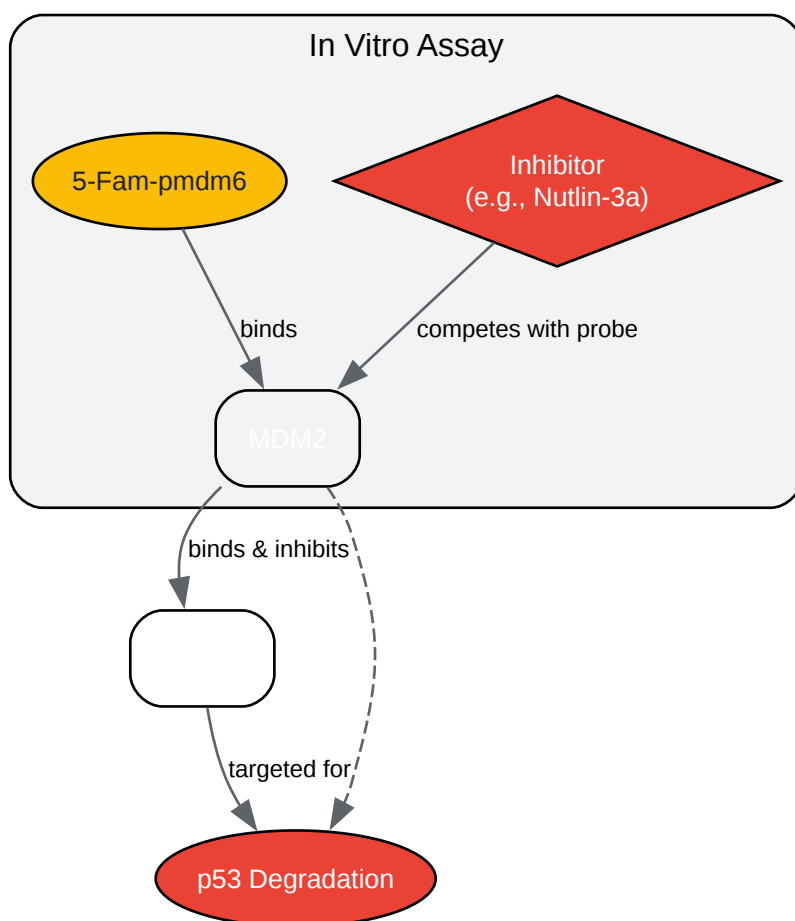 In Vitro Assay
5-Fam-pmdm6
Inhibitor
(e.g., Nutlin-3a)
binds
competes with probe
MDM2
binds & inhibits
targeted for
p53 Degradation